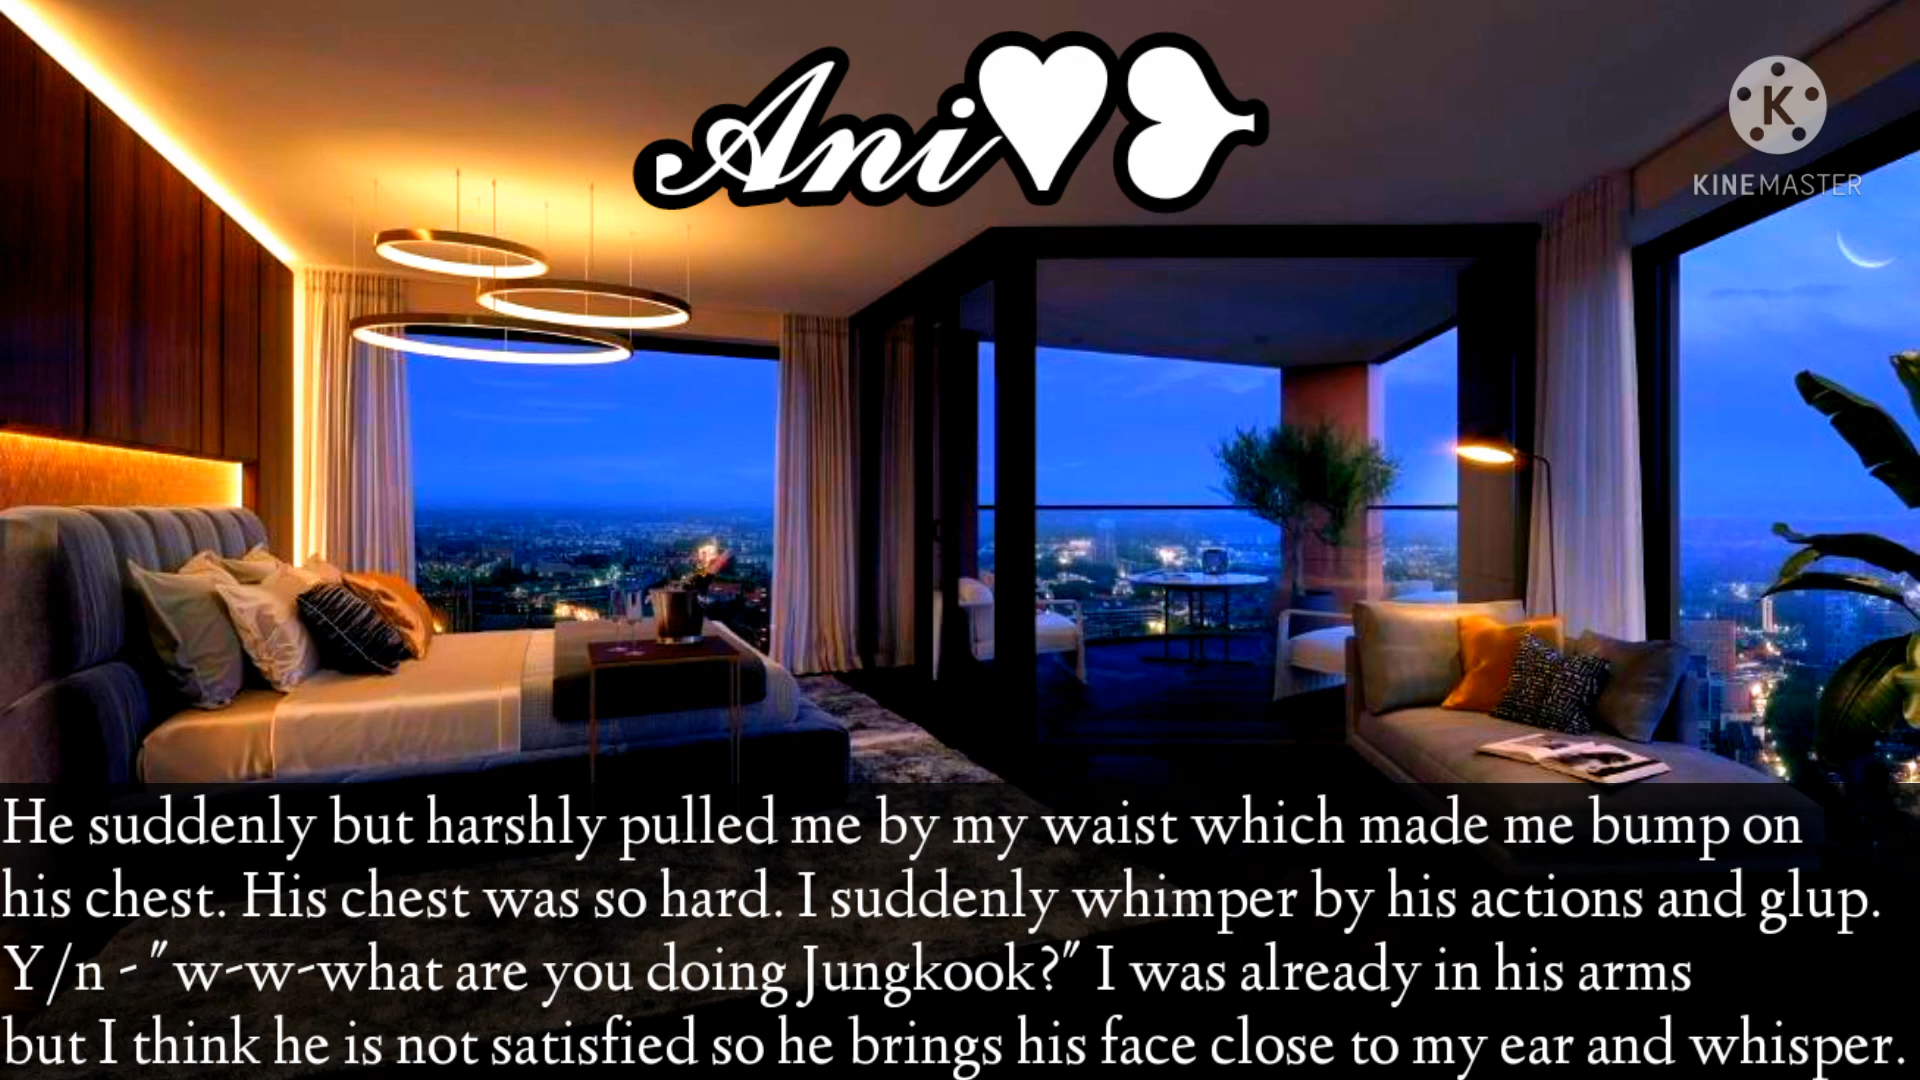 Ani
KINEMASTER
He suddenly but harshly pulled me by my waist which made me bump on
his chest. His chest was so hard. I suddenly whimper by his actions and glup.
Y/n - "w-w-what are you doing Jungkook?" I was already in his arms
but I think he is not satisfied so he brings his face close to my ear and whisper.